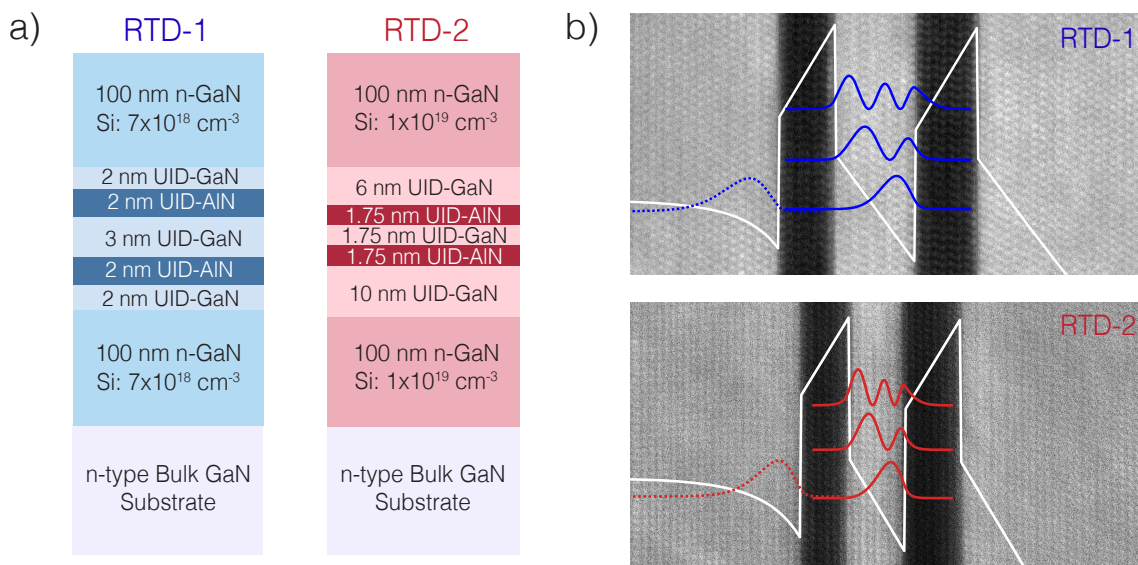 a)
RTD-1
100 nm n-GaN
Si: 7x10¹⁸ cm⁻³
2 nm UID-GaN
2 nm UID-AlN
3 nm UID-GaN
2 nm UID-AlN
2 nm UID-GaN
100 nm n-GaN
Si: 7x10¹⁸ cm⁻³
n-type Bulk GaN
Substrate
RTD-2
100 nm n-GaN
Si: 1x10¹⁹ cm⁻³
6 nm UID-GaN
1.75 nm UID-AlN
1.75 nm UID-GaN
1.75 nm UID-AlN
10 nm UID-GaN
100 nm n-GaN
Si: 1x10¹⁹ cm⁻³
n-type Bulk GaN
Substrate
b)
RTD-1
RTD-2